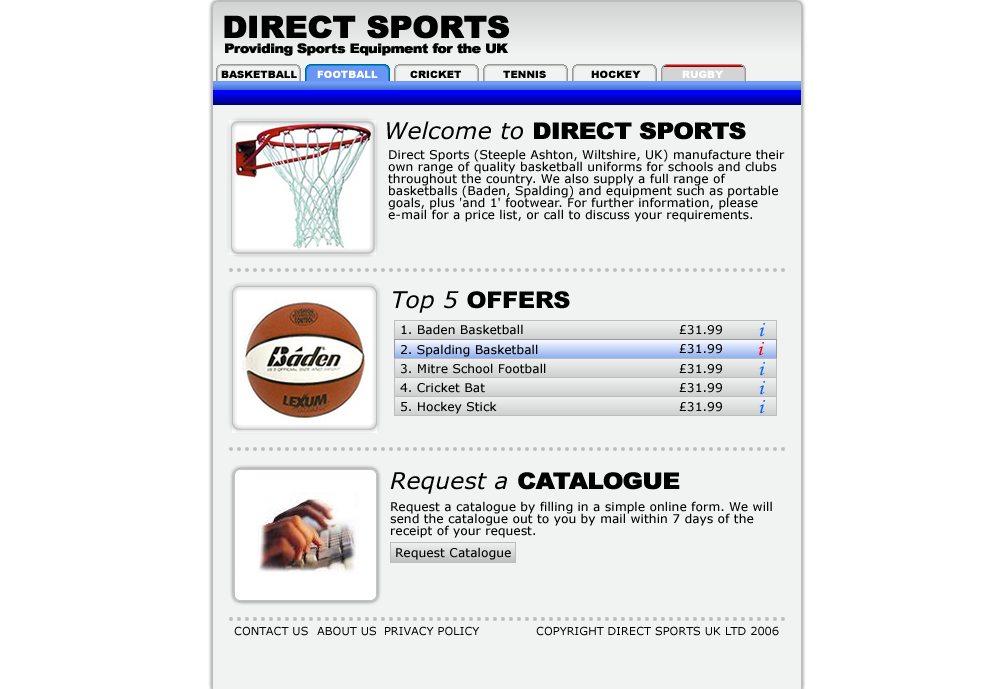 DIRECT SPORTS
Providing Sports Equipment for the UK
BASKETBALL FOOTBALL CRICKET TENNIS HOCKEY RUGBY
Welcome to DIRECT SPORTS
Direct Sports (Steeple Ashton, Wiltshire, UK) manufacture their
own range of quality basketball uniforms for schools and clubs
throughout the country. We also supply a full range of
basketballs (Baden, Spalding) and equipment such as portable
goals, plus 'and 1' footwear. For further information, please
e-mail for a price list, or call to discuss your requirements.
Top 5 OFFERS
1. Baden Basketball £31.99 i
2. Spalding Basketball £31.99 i
3. Mitre School Football £31.99 i
4. Cricket Bat £31.99 i
5. Hockey Stick £31.99 i
Baden
LEXUM
Request a CATALOGUE
Request a catalogue by filling in a simple online form. We will
send the catalogue out to you by mail within 7 days of the
receipt of your request.
Request Catalogue
CONTACT US ABOUT US PRIVACY POLICY COPYRIGHT DIRECT SPORTS UK LTD 2006